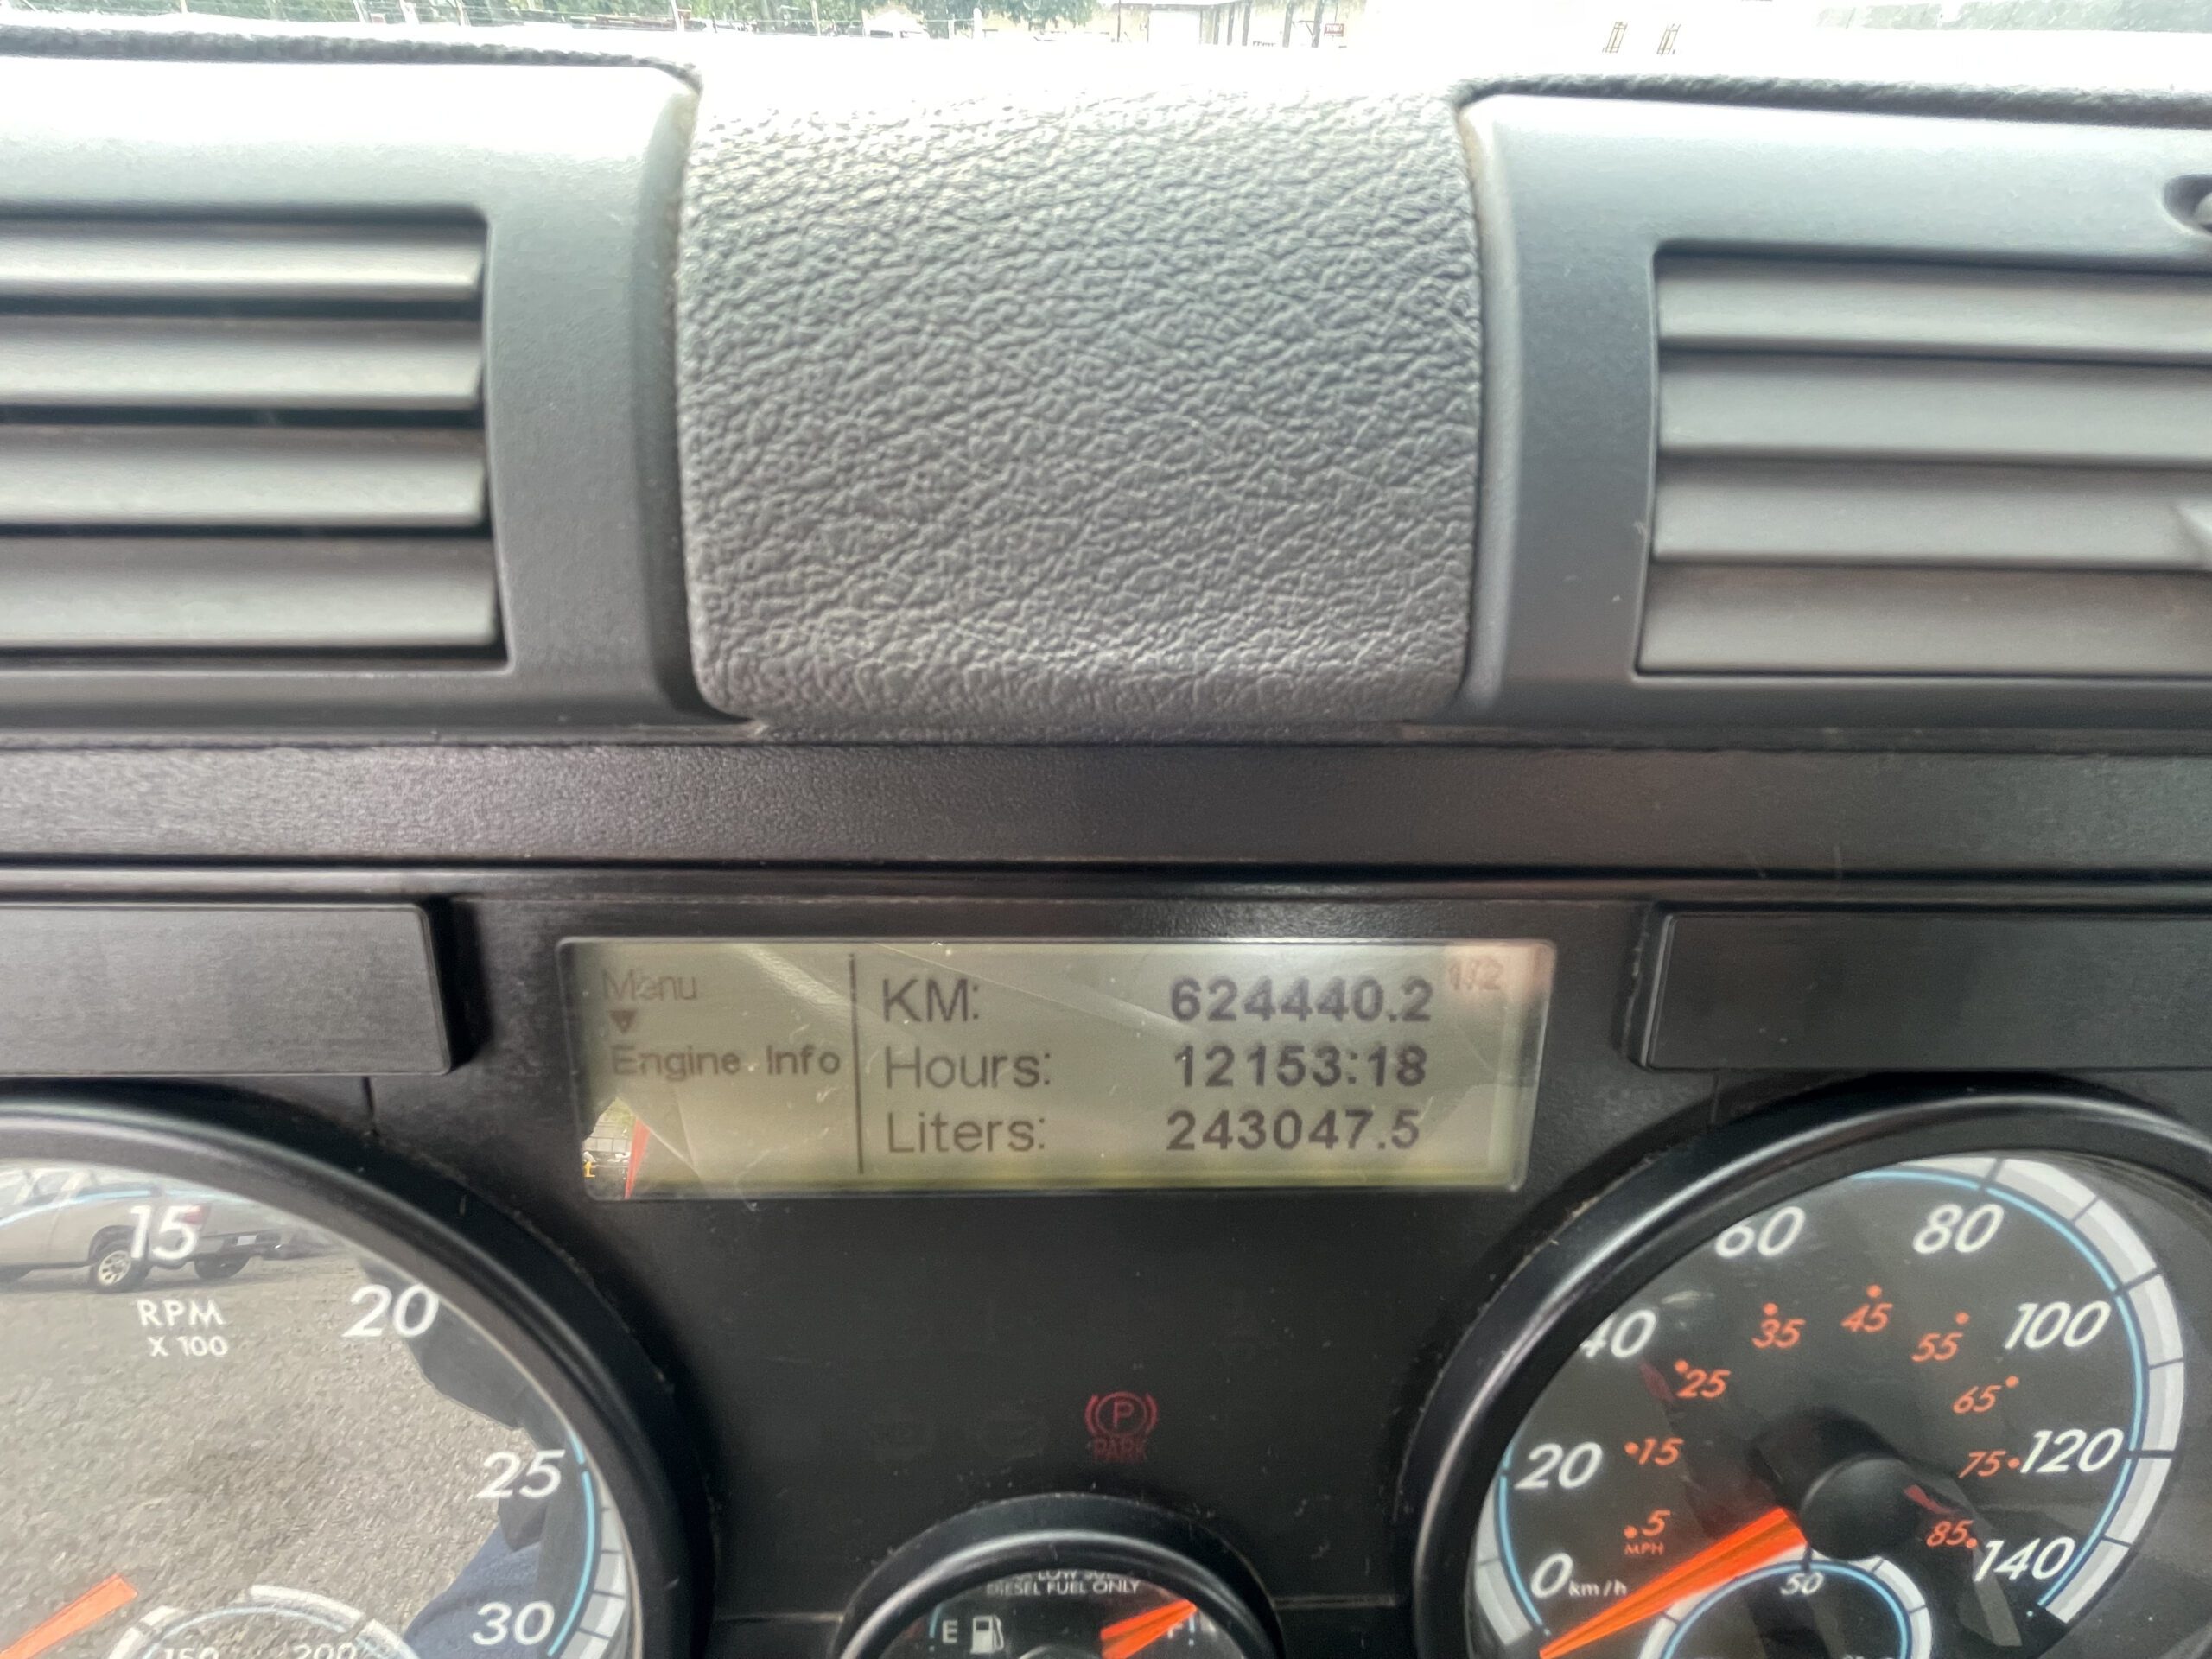 Menu
1/2
KM: 624440.2
Engine Info
Hours: 12153:18
Liters: 243047.5
15
RPM
X 100
20
25
30
150
200
P
PARK
DIESEL FUEL ONLY
E
F
0
20
40
60
80
100
120
140
km/h
5
15
25
35
45
55
65
75
85
MPH
50